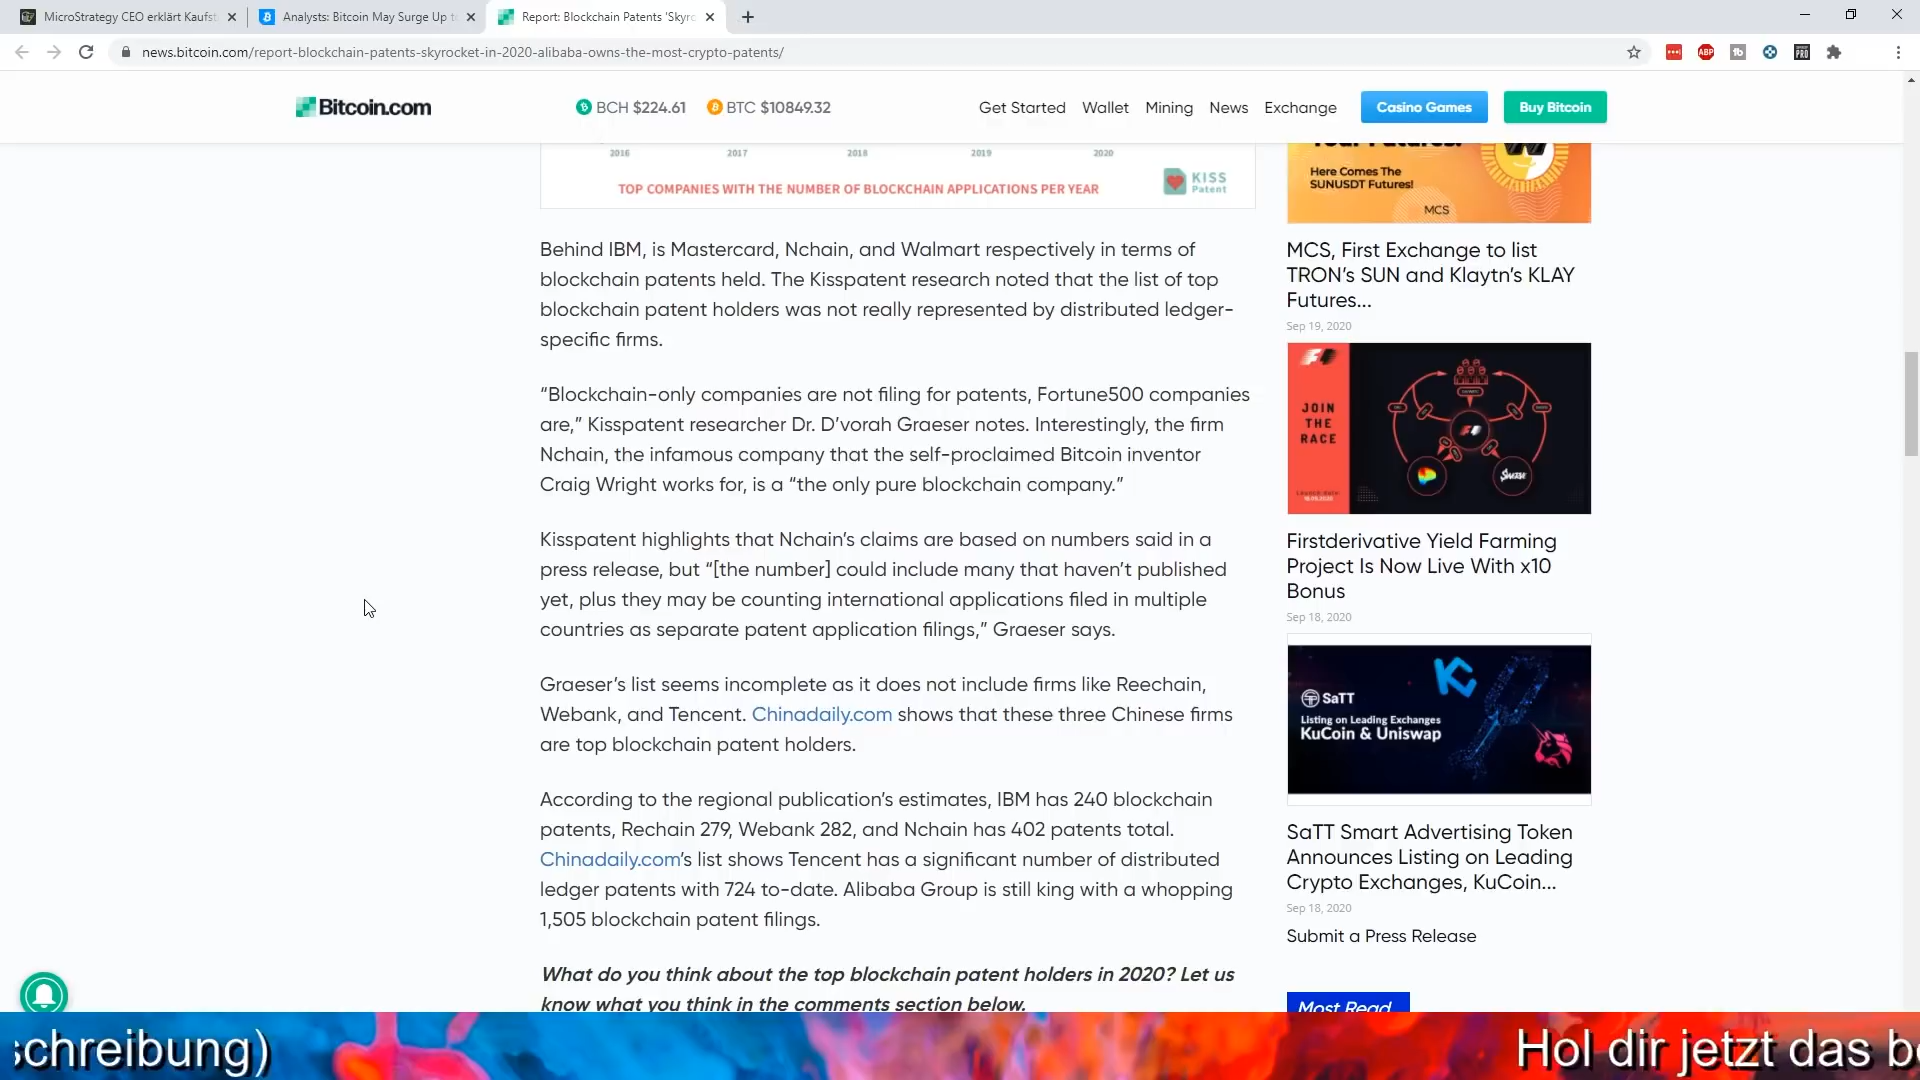 MicroStrategy CEO erklärt Kaufst
Analysts: Bitcoin May Surge Up t
Report: Blockchain Patents 'Skyro
news.bitcoin.com/report-blockchain-patents-skyrocket-in-2020-alibaba-owns-the-most-crypto-patents/
ABP
PRO
Bitcoin.com
BCH $224.61
BTC $10849.32
Get Started
Wallet
Mining
News
Exchange
Casino Games
Buy Bitcoin
2016 2017 2018 2019 2020
TOP COMPANIES WITH THE NUMBER OF BLOCKCHAIN APPLICATIONS PER YEAR
KISS
Patent
Behind IBM, is Mastercard, Nchain, and Walmart respectively in terms of
blockchain patents held. The Kisspatent research noted that the list of top
blockchain patent holders was not really represented by distributed ledger-
specific firms.
“Blockchain-only companies are not filing for patents, Fortune500 companies
are,” Kisspatent researcher Dr. D’vorah Graeser notes. Interestingly, the firm
Nchain, the infamous company that the self-proclaimed Bitcoin inventor
Craig Wright works for, is a “the only pure blockchain company.”
Kisspatent highlights that Nchain’s claims are based on numbers said in a
press release, but “[the number] could include many that haven’t published
yet, plus they may be counting international applications filed in multiple
countries as separate patent application filings,” Graeser says.
Graeser’s list seems incomplete as it does not include firms like Reechain,
Webank, and Tencent. Chinadaily.com shows that these three Chinese firms
are top blockchain patent holders.
According to the regional publication’s estimates, IBM has 240 blockchain
patents, Rechain 279, Webank 282, and Nchain has 402 patents total.
Chinadaily.com’s list shows Tencent has a significant number of distributed
ledger patents with 724 to-date. Alibaba Group is still king with a whopping
1,505 blockchain patent filings.
What do you think about the top blockchain patent holders in 2020? Let us
know what you think in the comments section below.
Your Futures!
Here Comes The
SUNUSDT Futures!
MCS
MCS, First Exchange to list
TRON’s SUN and Klaytn’s KLAY
Futures...
Sep 19, 2020
JOIN
THE
RACE
Firstderivative Yield Farming
Project Is Now Live With x10
Bonus
Sep 18, 2020
SaTT
Listing on Leading Exchanges
KuCoin & Uniswap
SaTT Smart Advertising Token
Announces Listing on Leading
Crypto Exchanges, KuCoin...
Sep 18, 2020
Submit a Press Release
Most Read
schreibung)
Hol dir jetzt das be